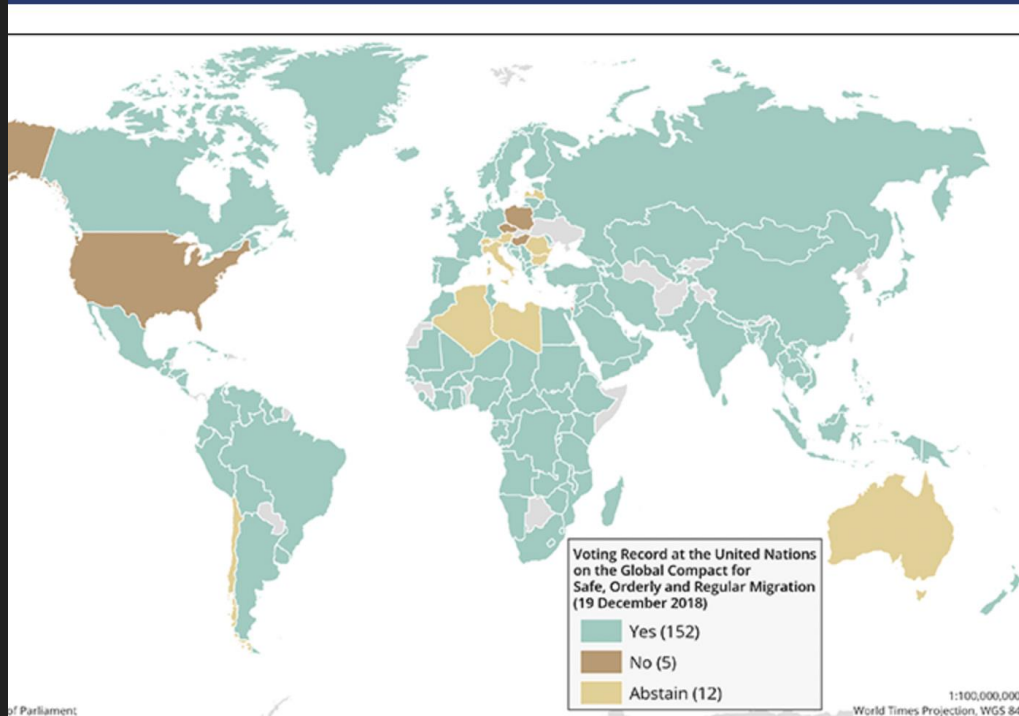 Voting Record at the United Nations
on the Global Compact for
Safe, Orderly and Regular Migration
(19 December 2018)
Yes (152)
No (5)
Abstain (12)
of Parliament
1:100,000,000
World Times Projection, WGS 84